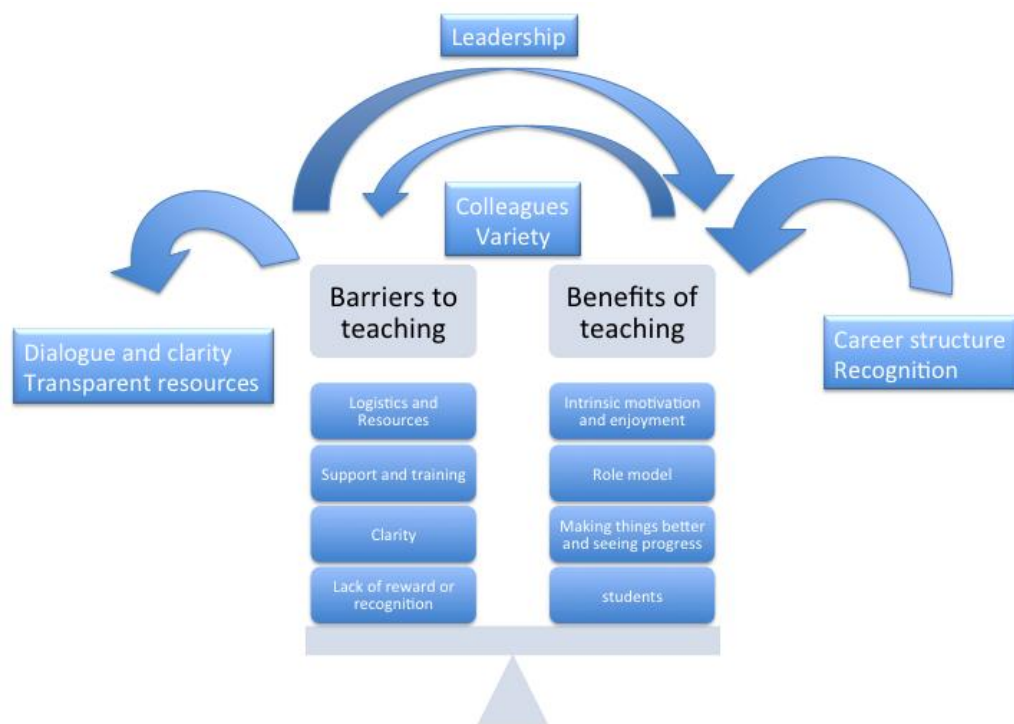 Leadership
Colleagues
Variety
Barriers to
teaching
Benefits of
teaching
Dialogue and clarity
Transparent resources
Career structure
Recognition
Logistics and
Resources
Intrinsic motivation
and enjoyment
Support and training
Role model
Clarity
Making things better
and seeing progress
Lack of reward or
recognition
students